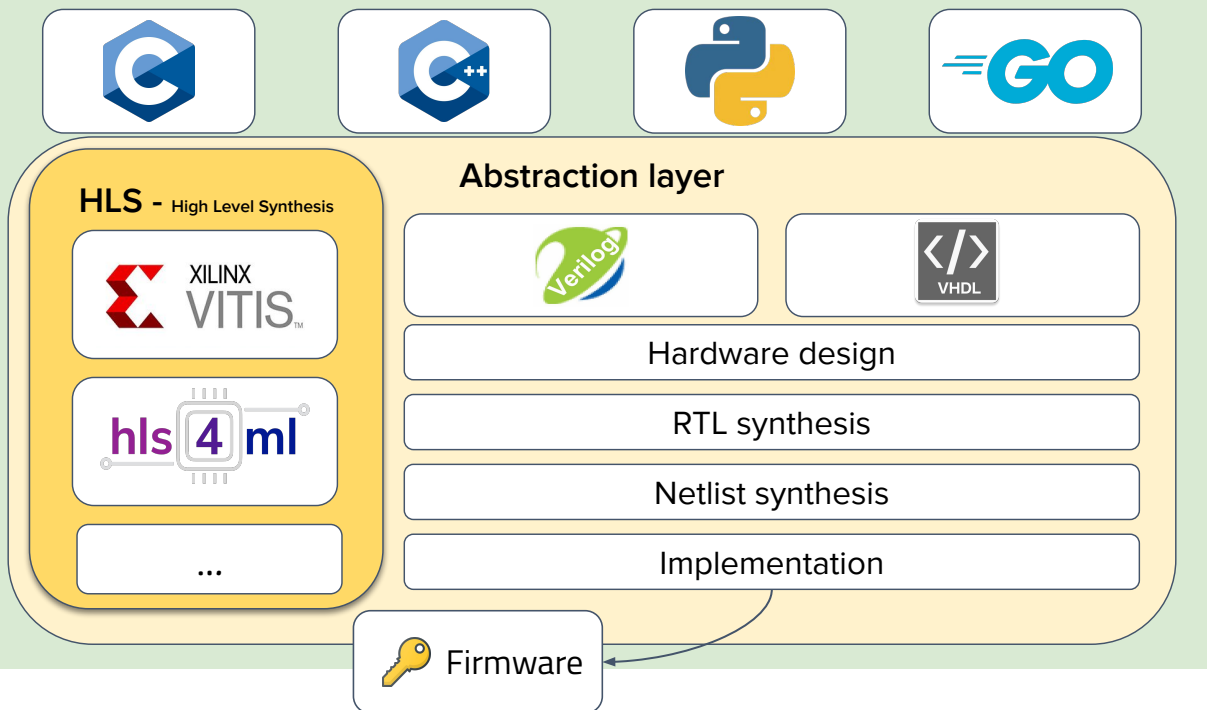 C
C++
GO
HLS - High Level Synthesis
Abstraction layer
XILINX
VITIS™
Verilog
</>
VHDL
Hardware design
hls 4 ml
RTL synthesis
Netlist synthesis
...
Implementation
Firmware